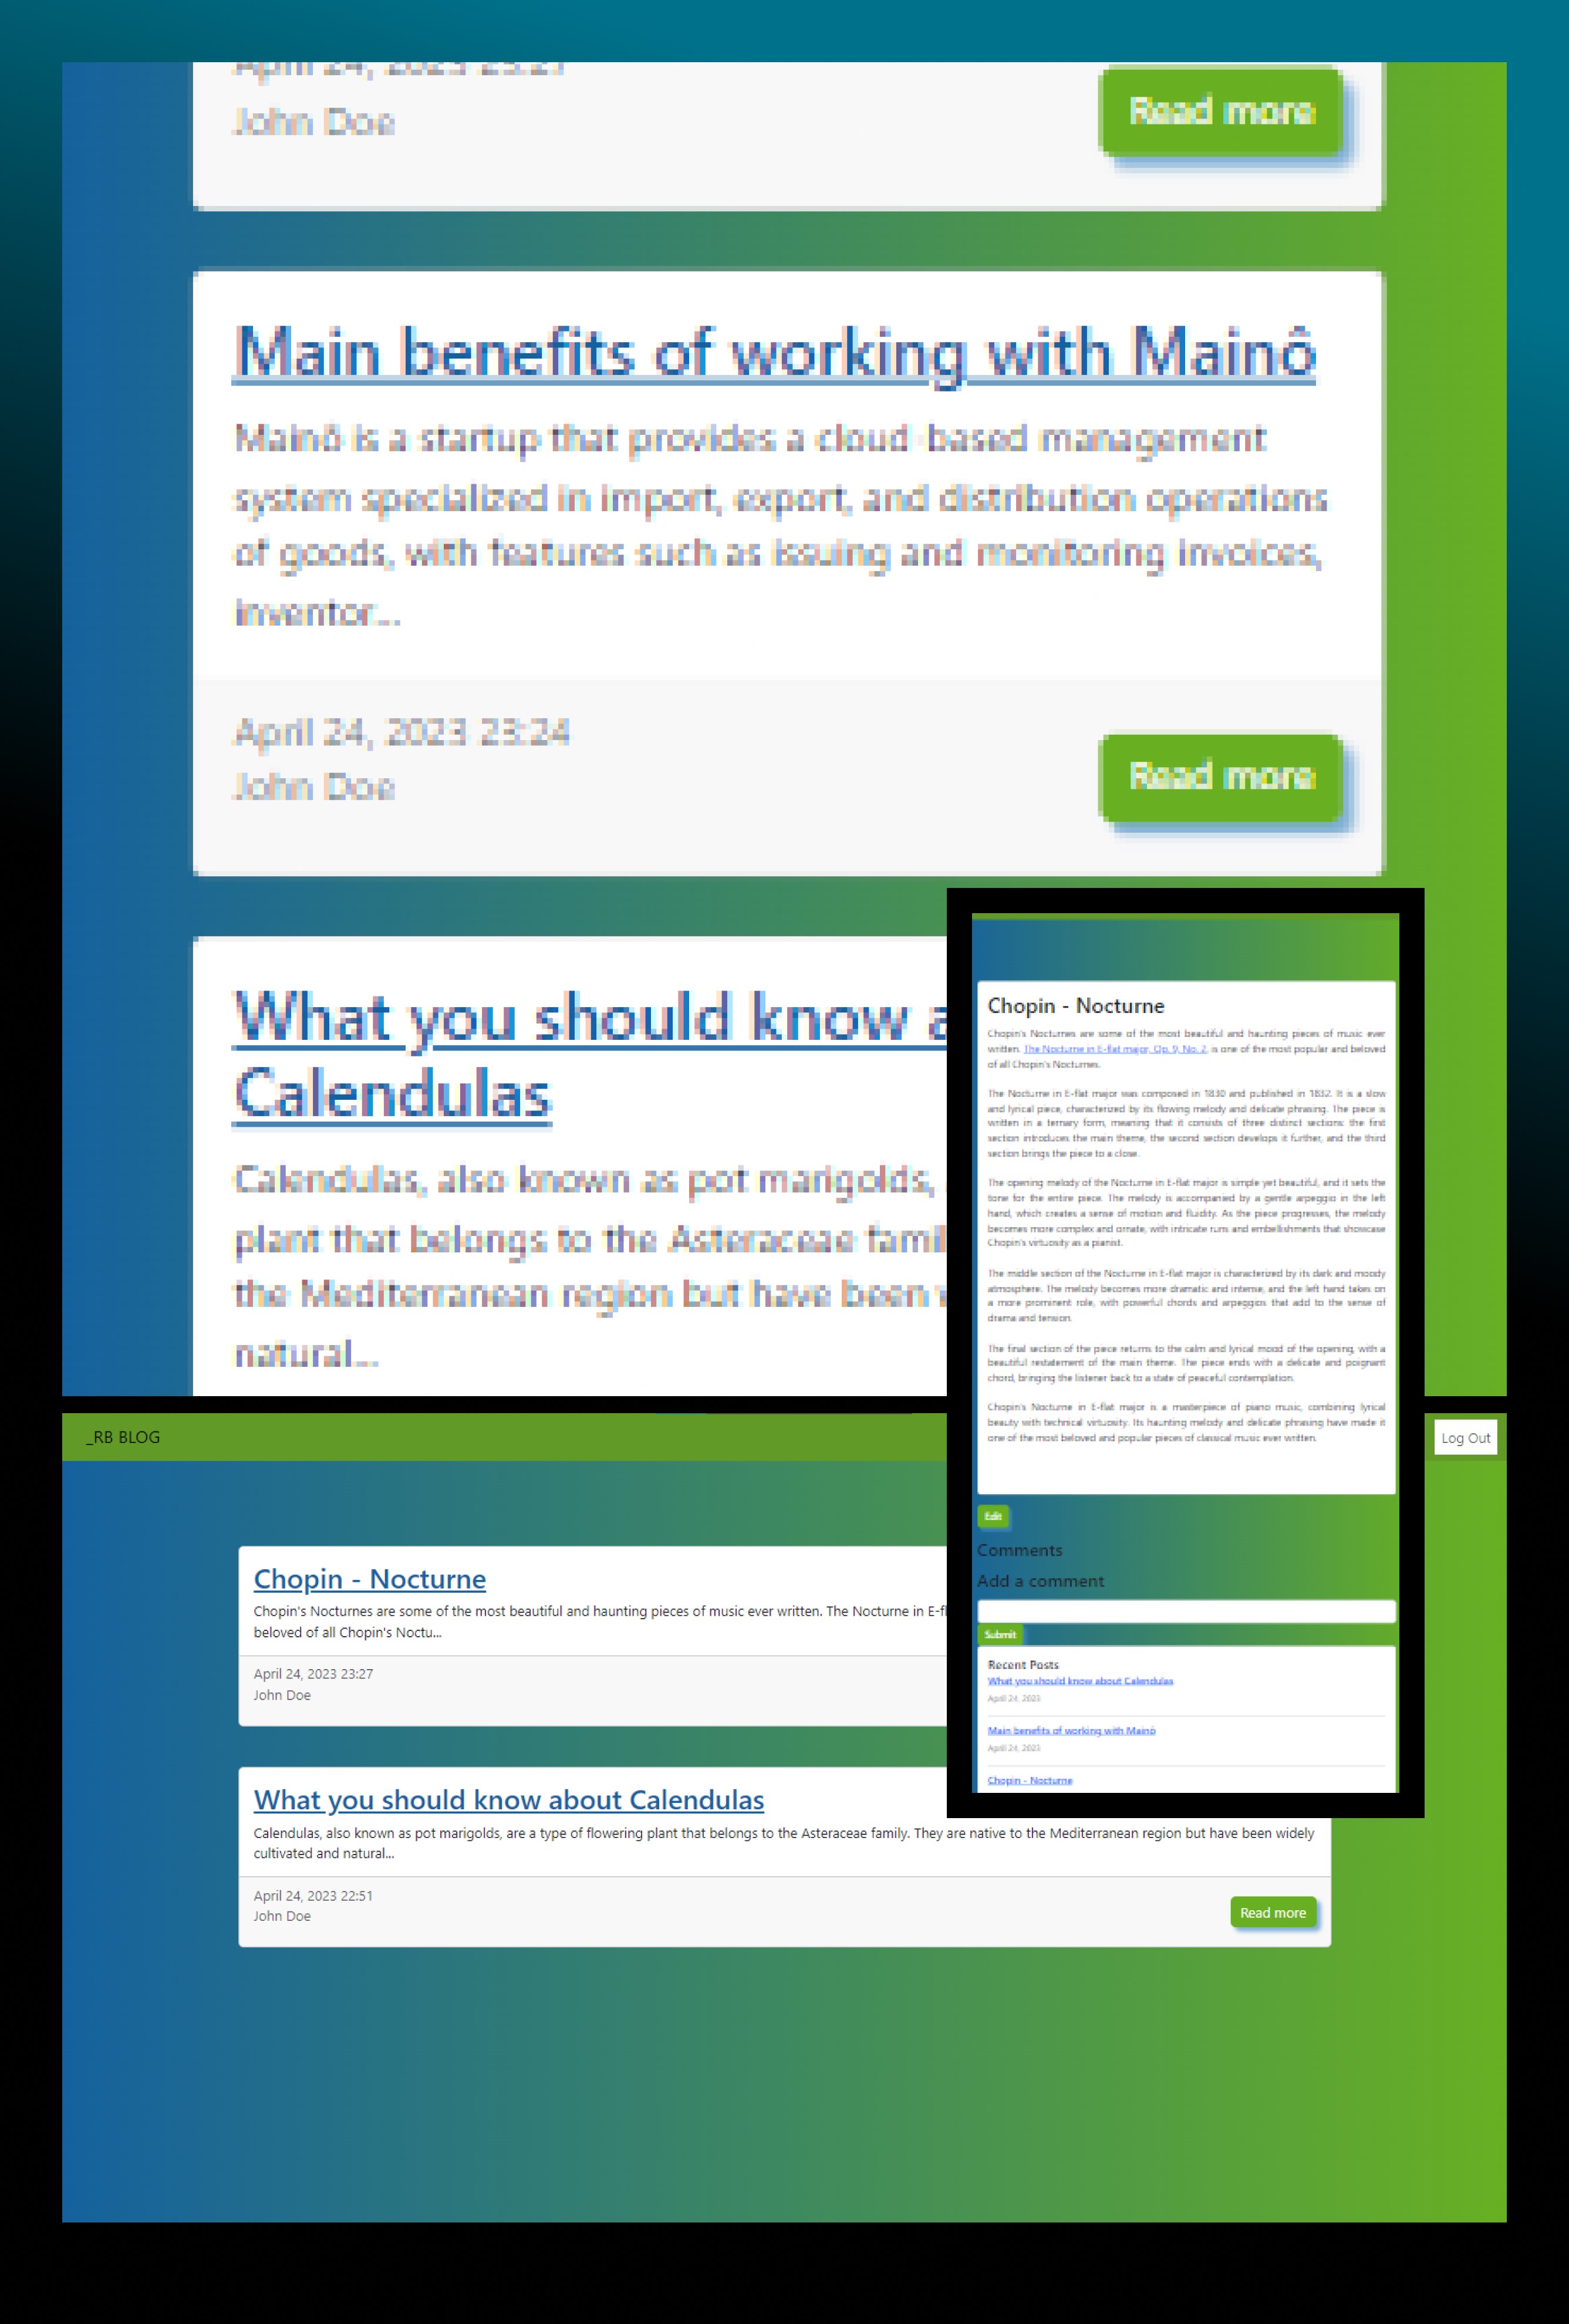 April 24, 2023 23:27
John Doe
Read more
Main benefits of working with Mainô
Mainô is a startup that provides a cloud-based management
system specialized in import, export, and distribution operations
of goods, with features such as issuing and monitoring invoices,
inventor...
April 24, 2023 23:24
John Doe
Read more
What you should know a
Calendulas
Calendulas, also known as pot marigolds,
plant that belongs to the Asteraceae famil
the Mediterranean region but have been
natural...
Chopin - Nocturne
Chopin's Nocturnes are some of the most beautiful and haunting pieces of music ever
written. The Nocturne in E-flat major, Op. 9, No. 2, is one of the most popular and beloved
of all Chopin's Nocturnes.
The Nocturne in E-flat major was composed in 1830 and published in 1832. It is a slow
and lyrical piece, characterized by its flowing melody and delicate phrasing. The piece is
written in a ternary form, meaning that it consists of three distinct sections: the first
section introduces the main theme, the second section develops it further, and the third
section brings the piece to a close.
The opening melody of the Nocturne in E-flat major is simple yet beautiful, and it sets the
tone for the entire piece. The melody is accompanied by a gentle arpeggio in the left
hand, which creates a sense of motion and fluidity. As the piece progresses, the melody
becomes more complex and ornate, with intricate runs and embellishments that showcase
Chopin's virtuosity as a pianist.
The middle section of the Nocturne in E-flat major is characterized by its dark and moody
atmosphere. The melody becomes more dramatic and intense, and the left hand takes on
a more prominent role, with powerful chords and arpeggios that add to the sense of
drama and tension.
The final section of the piece returns to the calm and lyrical mood of the opening, with a
beautiful restatement of the main theme. The piece ends with a delicate and poignant
chord, bringing the listener back to a state of peaceful contemplation.
Chopin's Nocturne in E-flat major is a masterpiece of piano music, combining lyrical
beauty with technical virtuosity. Its haunting melody and delicate phrasing have made it
one of the most beloved and popular pieces of classical music ever written.
Edit
Comments
Add a comment
Submit
Recent Posts
What you should know about Calendulas
April 24, 2023
Main benefits of working with Mainô
April 24, 2023
Chopin - Nocturne
_RB BLOG
Log Out
Chopin - Nocturne
Chopin's Nocturnes are some of the most beautiful and haunting pieces of music ever written. The Nocturne in E-fl
beloved of all Chopin's Noctu...
April 24, 2023 23:27
John Doe
What you should know about Calendulas
Calendulas, also known as pot marigolds, are a type of flowering plant that belongs to the Asteraceae family. They are native to the Mediterranean region but have been widely
cultivated and natural...
April 24, 2023 22:51
John Doe
Read more